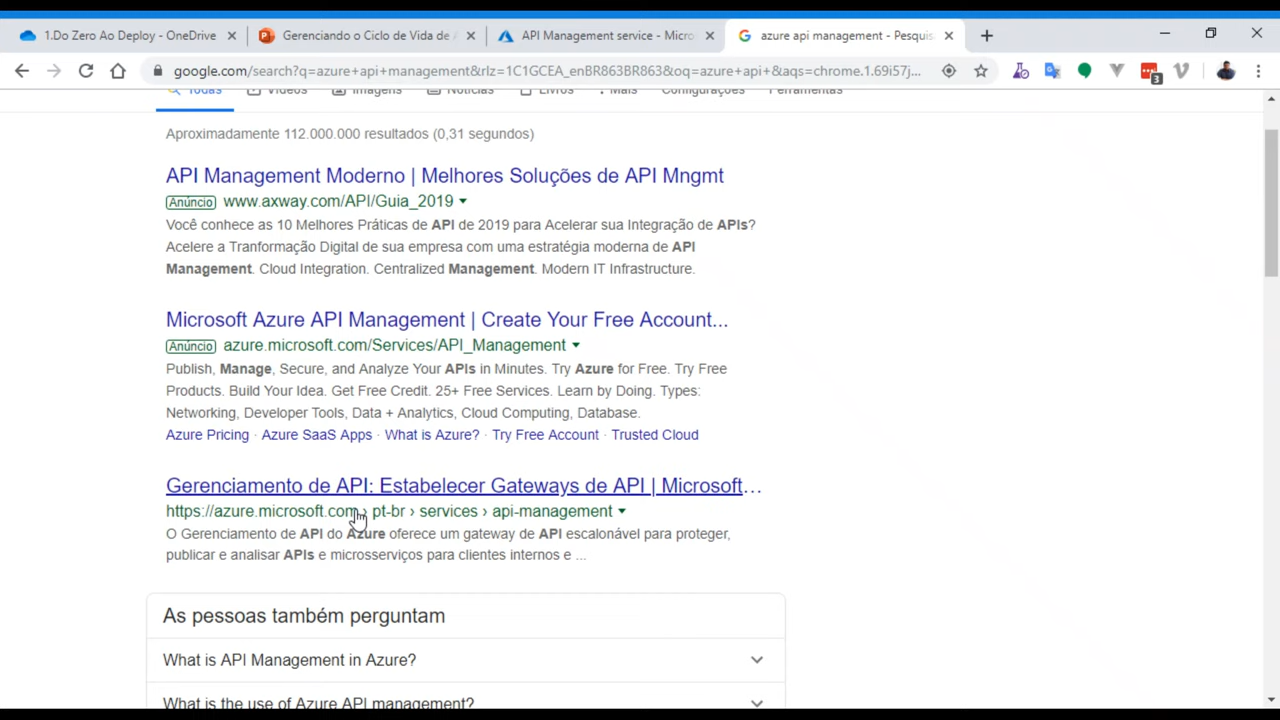 1.Do Zero Ao Deploy - OneDrive
Gerenciando o Ciclo de Vida de
API Management service - Micro
azure api management - Pesquis
google.com/search?q=azure+api+management&rlz=1C1GCEA_enBR863BR863&oq=azure+api+&aqs=chrome.1.69i57j...
3
Todas Vídeos Imagens Notícias Livros Mais Configurações Ferramentas
Aproximadamente 112.000.000 resultados (0,31 segundos)
API Management Moderno | Melhores Soluções de API Mngmt
Anúncio www.axway.com/API/Guia_2019
Você conhece as 10 Melhores Práticas de API de 2019 para Acelerar sua Integração de APIs?
Acelere a Tranformação Digital de sua empresa com uma estratégia moderna de API
Management. Cloud Integration. Centralized Management. Modern IT Infrastructure.
Microsoft Azure API Management | Create Your Free Account...
Anúncio azure.microsoft.com/Services/API_Management
Publish, Manage, Secure, and Analyze Your APIs in Minutes. Try Azure for Free. Try Free
Products. Build Your Idea. Get Free Credit. 25+ Free Services. Learn by Doing. Types:
Networking, Developer Tools, Data + Analytics, Cloud Computing, Database.
Azure Pricing · Azure SaaS Apps · What is Azure? · Try Free Account · Trusted Cloud
Gerenciamento de API: Estabelecer Gateways de API | Microsoft...
https://azure.microsoft.com › pt-br › services › api-management
O Gerenciamento de API do Azure oferece um gateway de API escalonável para proteger,
publicar e analisar APIs e microsserviços para clientes internos e ...
As pessoas também perguntam
What is API Management in Azure?
What is the use of Azure API management?